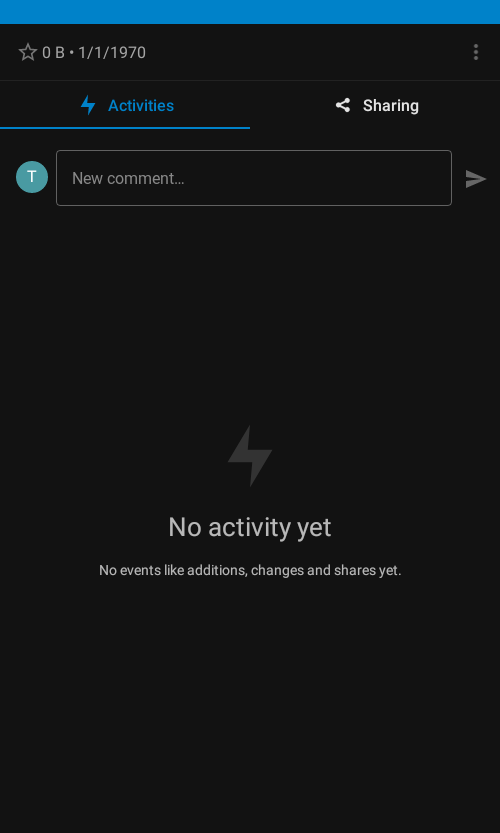 0 B • 1/1/1970
Activities
Sharing
T
New comment…
No activity yet
No events like additions, changes and shares yet.